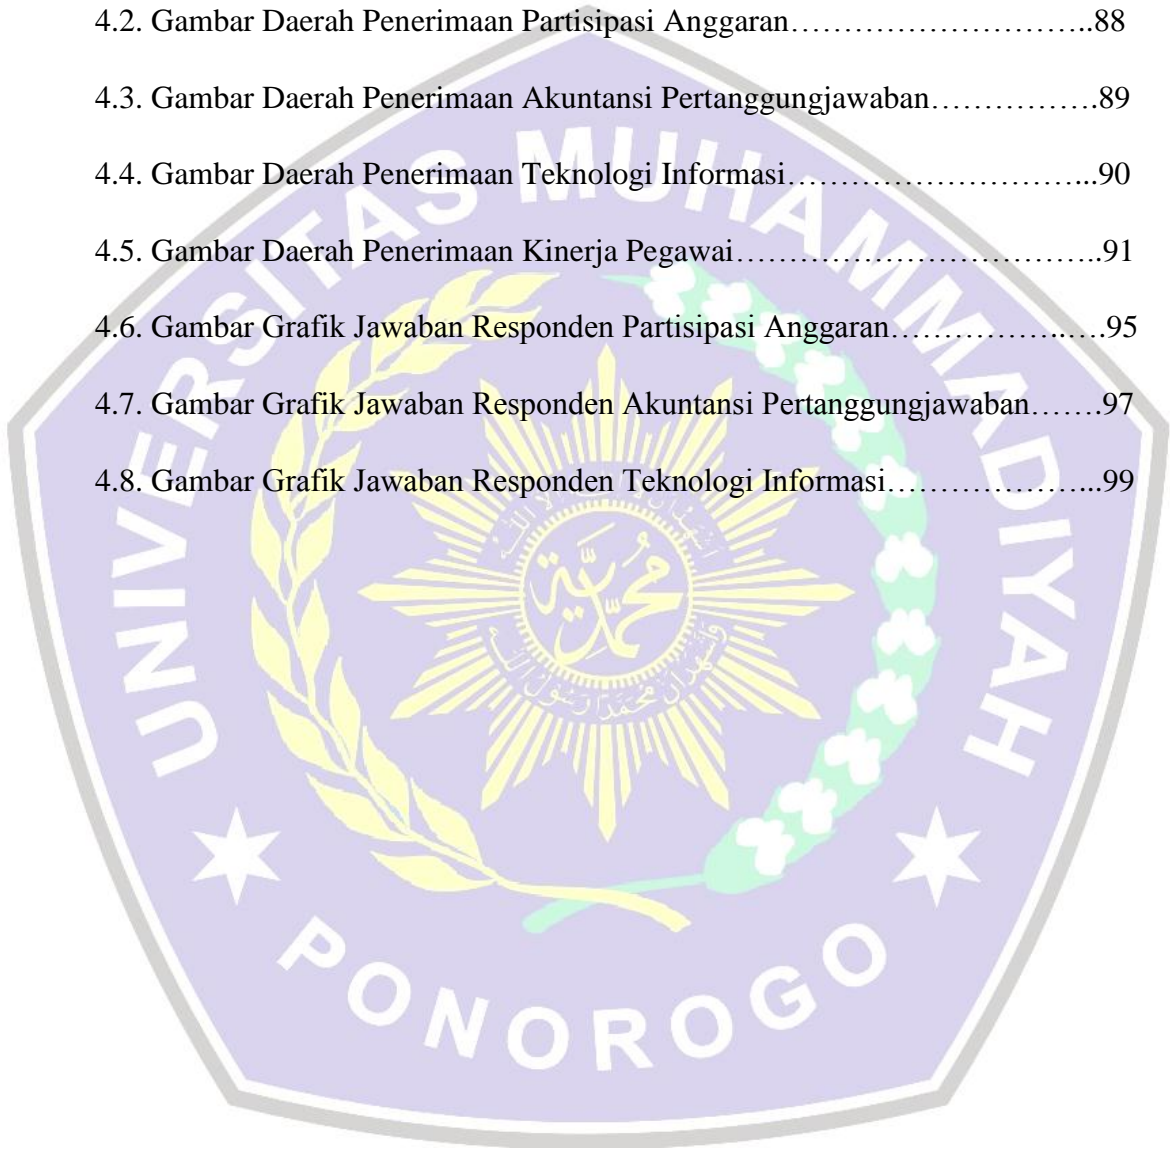 4.2. Gambar Daerah Penerimaan Partisipasi Anggaran………………………..88
4.3. Gambar Daerah Penerimaan Akuntansi Pertanggungjawaban…………….89
4.4. Gambar Daerah Penerimaan Teknologi Informasi………………………...90
4.5. Gambar Daerah Penerimaan Kinerja Pegawai……………………………..91
4.6. Gambar Grafik Jawaban Responden Partisipasi Anggaran……………..….95
4.7. Gambar Grafik Jawaban Responden Akuntansi Pertanggungjawaban…….97
4.8. Gambar Grafik Jawaban Responden Teknologi Informasi………………...99
UNIVERSITAS MUHAMMADIYAH
PONOROGO
محمدية